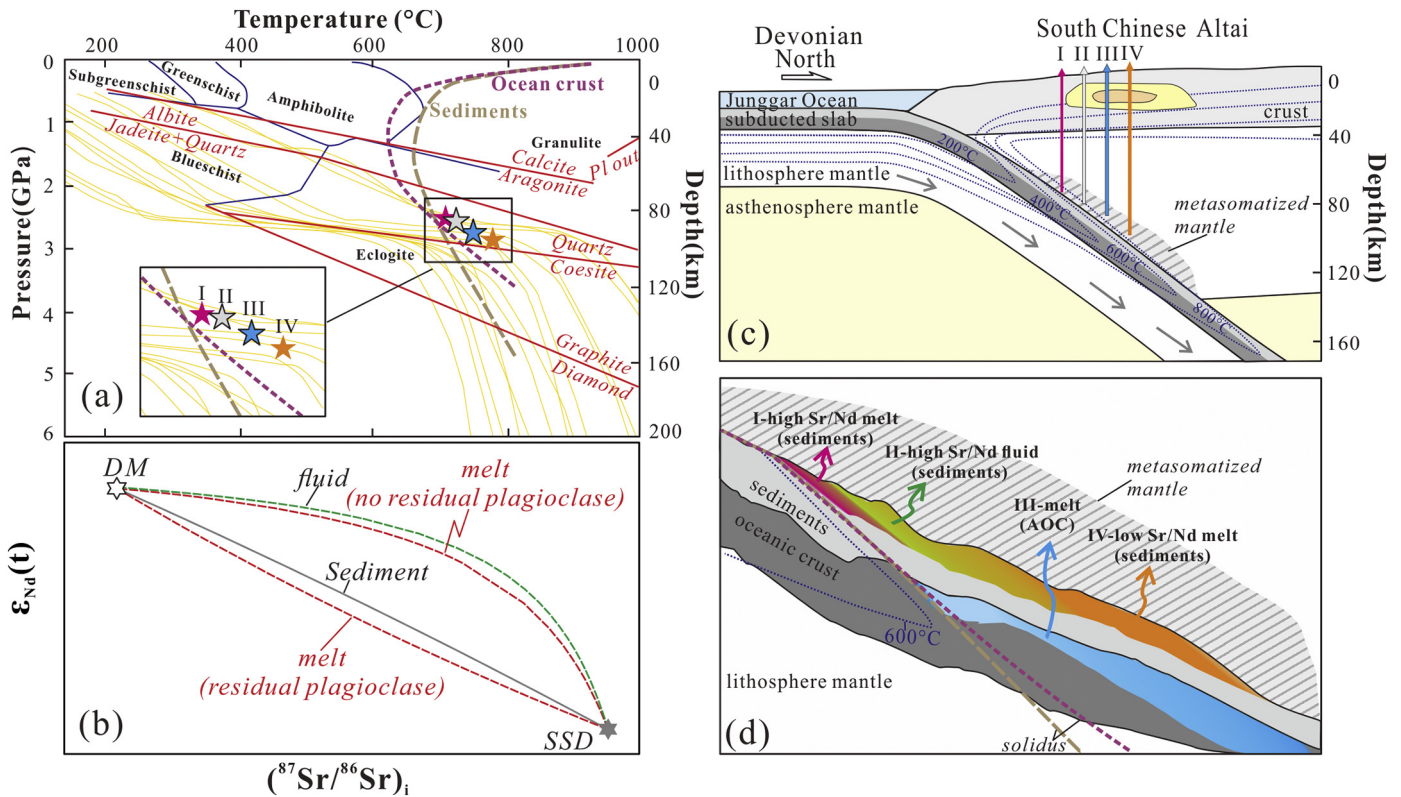 Temperature (°C)
200 400 600 800 1000
Pressure(GPa)
0
1
2
3
4
5
6
Depth(km)
0
40
80
120
160
200
Subgreenschist
Greenschist
Amphibolite
Ocean crust
Sediments
Granulite
Albite
Jadeite+Quartz
Blueschist
Calcite
Aragonite
Pl out
Quartz
Coesite
Eclogite
Graphite
Diamond
I
II
III
IV
(a)
DM
fluid
melt
(no residual plagioclase)
Sediment
melt
(residual plagioclase)
SSD
εNd(t)
(b)
(⁸⁷Sr/⁸⁶Sr)i
(c)
Devonian
North
South Chinese Altai
I II III IV
Junggar Ocean
subducted slab
crust
lithosphere mantle
asthenosphere mantle
metasomatized
mantle
200°C
400°C
600°C
800°C
0
40
80
120
160
Depth(km)
I-high Sr/Nd melt
(sediments)
II-high Sr/Nd fluid
(sediments)
metasomatized
mantle
III-melt
(AOC)
IV-low Sr/Nd melt
(sediments)
sediments
oceanic crust
600°C
lithosphere mantle
solidus
(d)